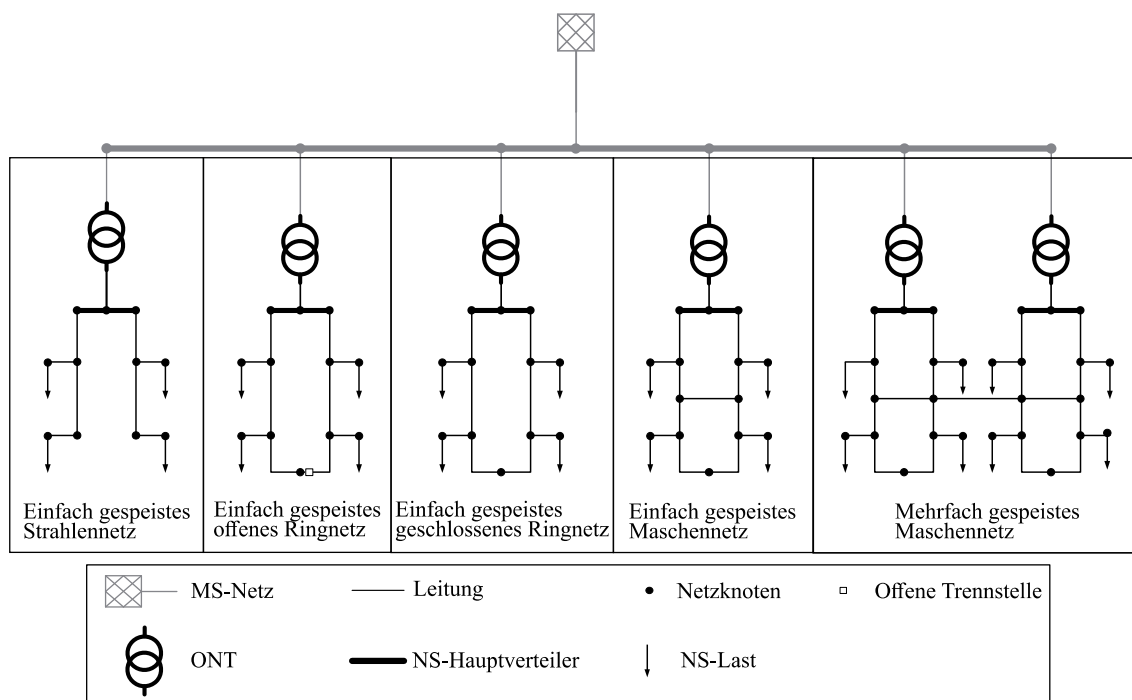 Einfach gespeistes
Strahlennetz
Einfach gespeistes
offenes Ringnetz
Einfach gespeistes
geschlossenes Ringnetz
Einfach gespeistes
Maschennetz
Mehrfach gespeistes
Maschennetz
MS-Netz
Leitung
Netzknoten
Offene Trennstelle
ONT
NS-Hauptverteiler
NS-Last